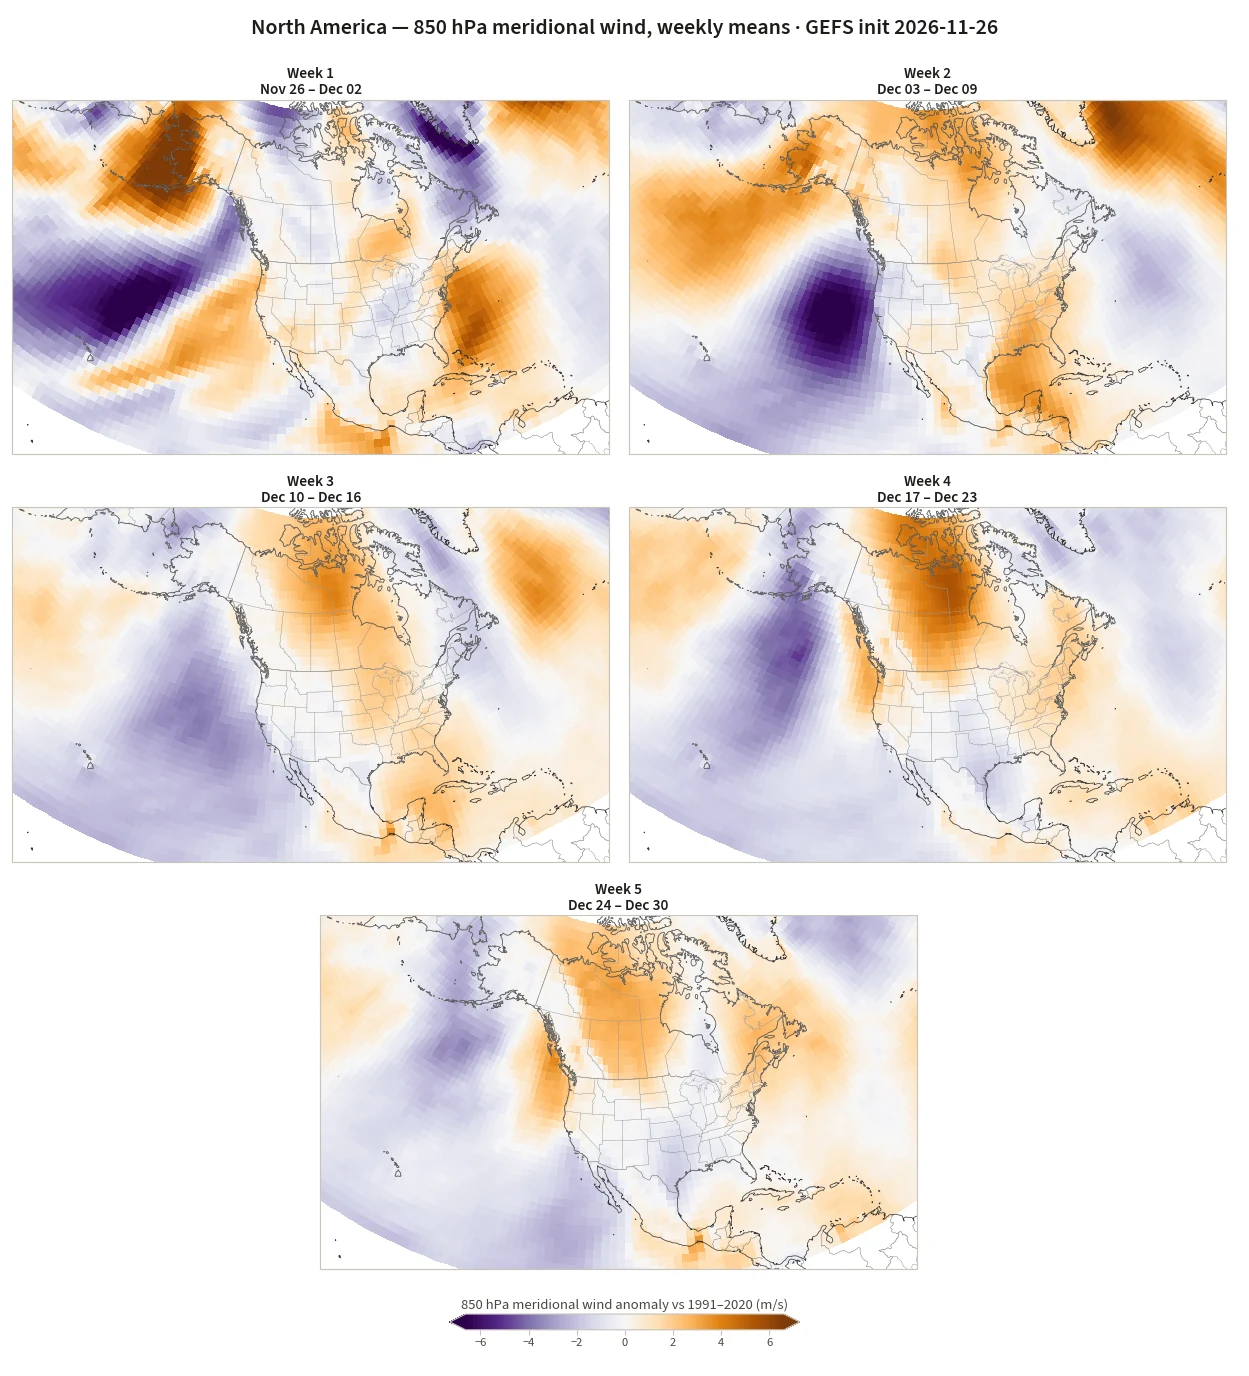 North America — 850 hPa meridional wind, weekly means · GEFS init 2026-11-26
Week 1
Nov 26 – Dec 02
Week 2
Dec 03 – Dec 09
Week 3
Dec 10 – Dec 16
Week 4
Dec 17 – Dec 23
Week 5
Dec 24 – Dec 30
850 hPa meridional wind anomaly vs 1991–2020 (m/s)
−6 −4 −2 0 2 4 6